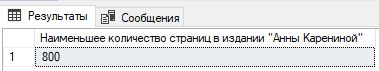 Результаты Сообщения
Наименьшее количество страниц в издании "Анны Карениной"
1 800